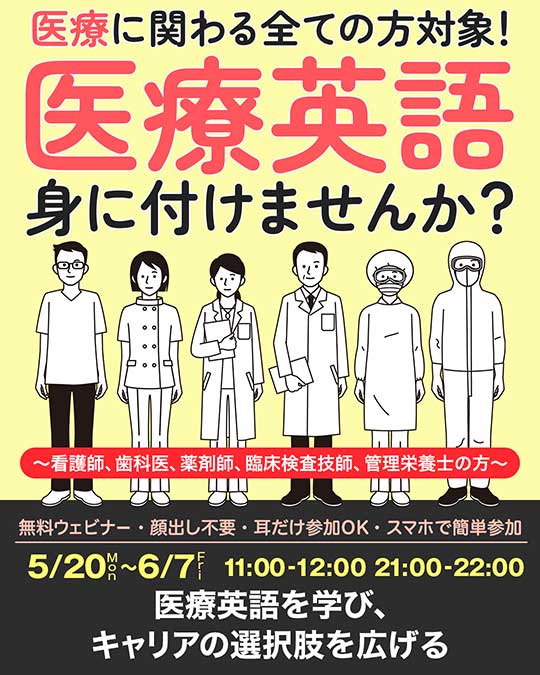 医療に関わる全ての方対象!
医療英語
身に付けませんか?
〜看護師、歯科医、薬剤師、臨床検査技師、管理栄養士の方〜
無料ウェビナー・顔出し不要・耳だけ参加OK・スマホで簡単参加
5/20Mon〜6/7Fri 11:00-12:00 21:00-22:00
医療英語を学び、
キャリアの選択肢を広げる